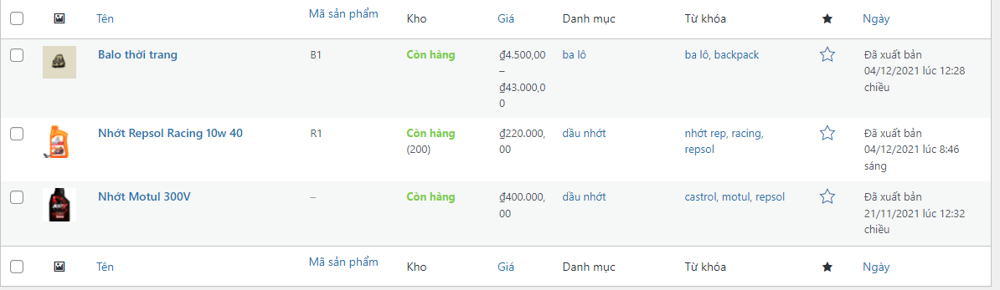 Tên Mã sản phẩm Kho Giá Danh mục Từ khóa Ngày
Balo thời trang B1 Còn hàng ₫4.500,00 ba lô ba lô, backpack Đã xuất bản
– 04/12/2021 lúc 12:28
₫43.000,0 chiều
0
Nhớt Repsol Racing 10w 40 R1 Còn hàng ₫220.000, dầu nhớt nhớt rep, racing, Đã xuất bản
(200) 00 repsol 04/12/2021 lúc 8:46
sáng
Nhớt Motul 300V – Còn hàng ₫400.000, dầu nhớt castrol, motul, repsol Đã xuất bản
00 21/11/2021 lúc 12:32
chiều
Tên Mã sản phẩm Kho Giá Danh mục Từ khóa Ngày